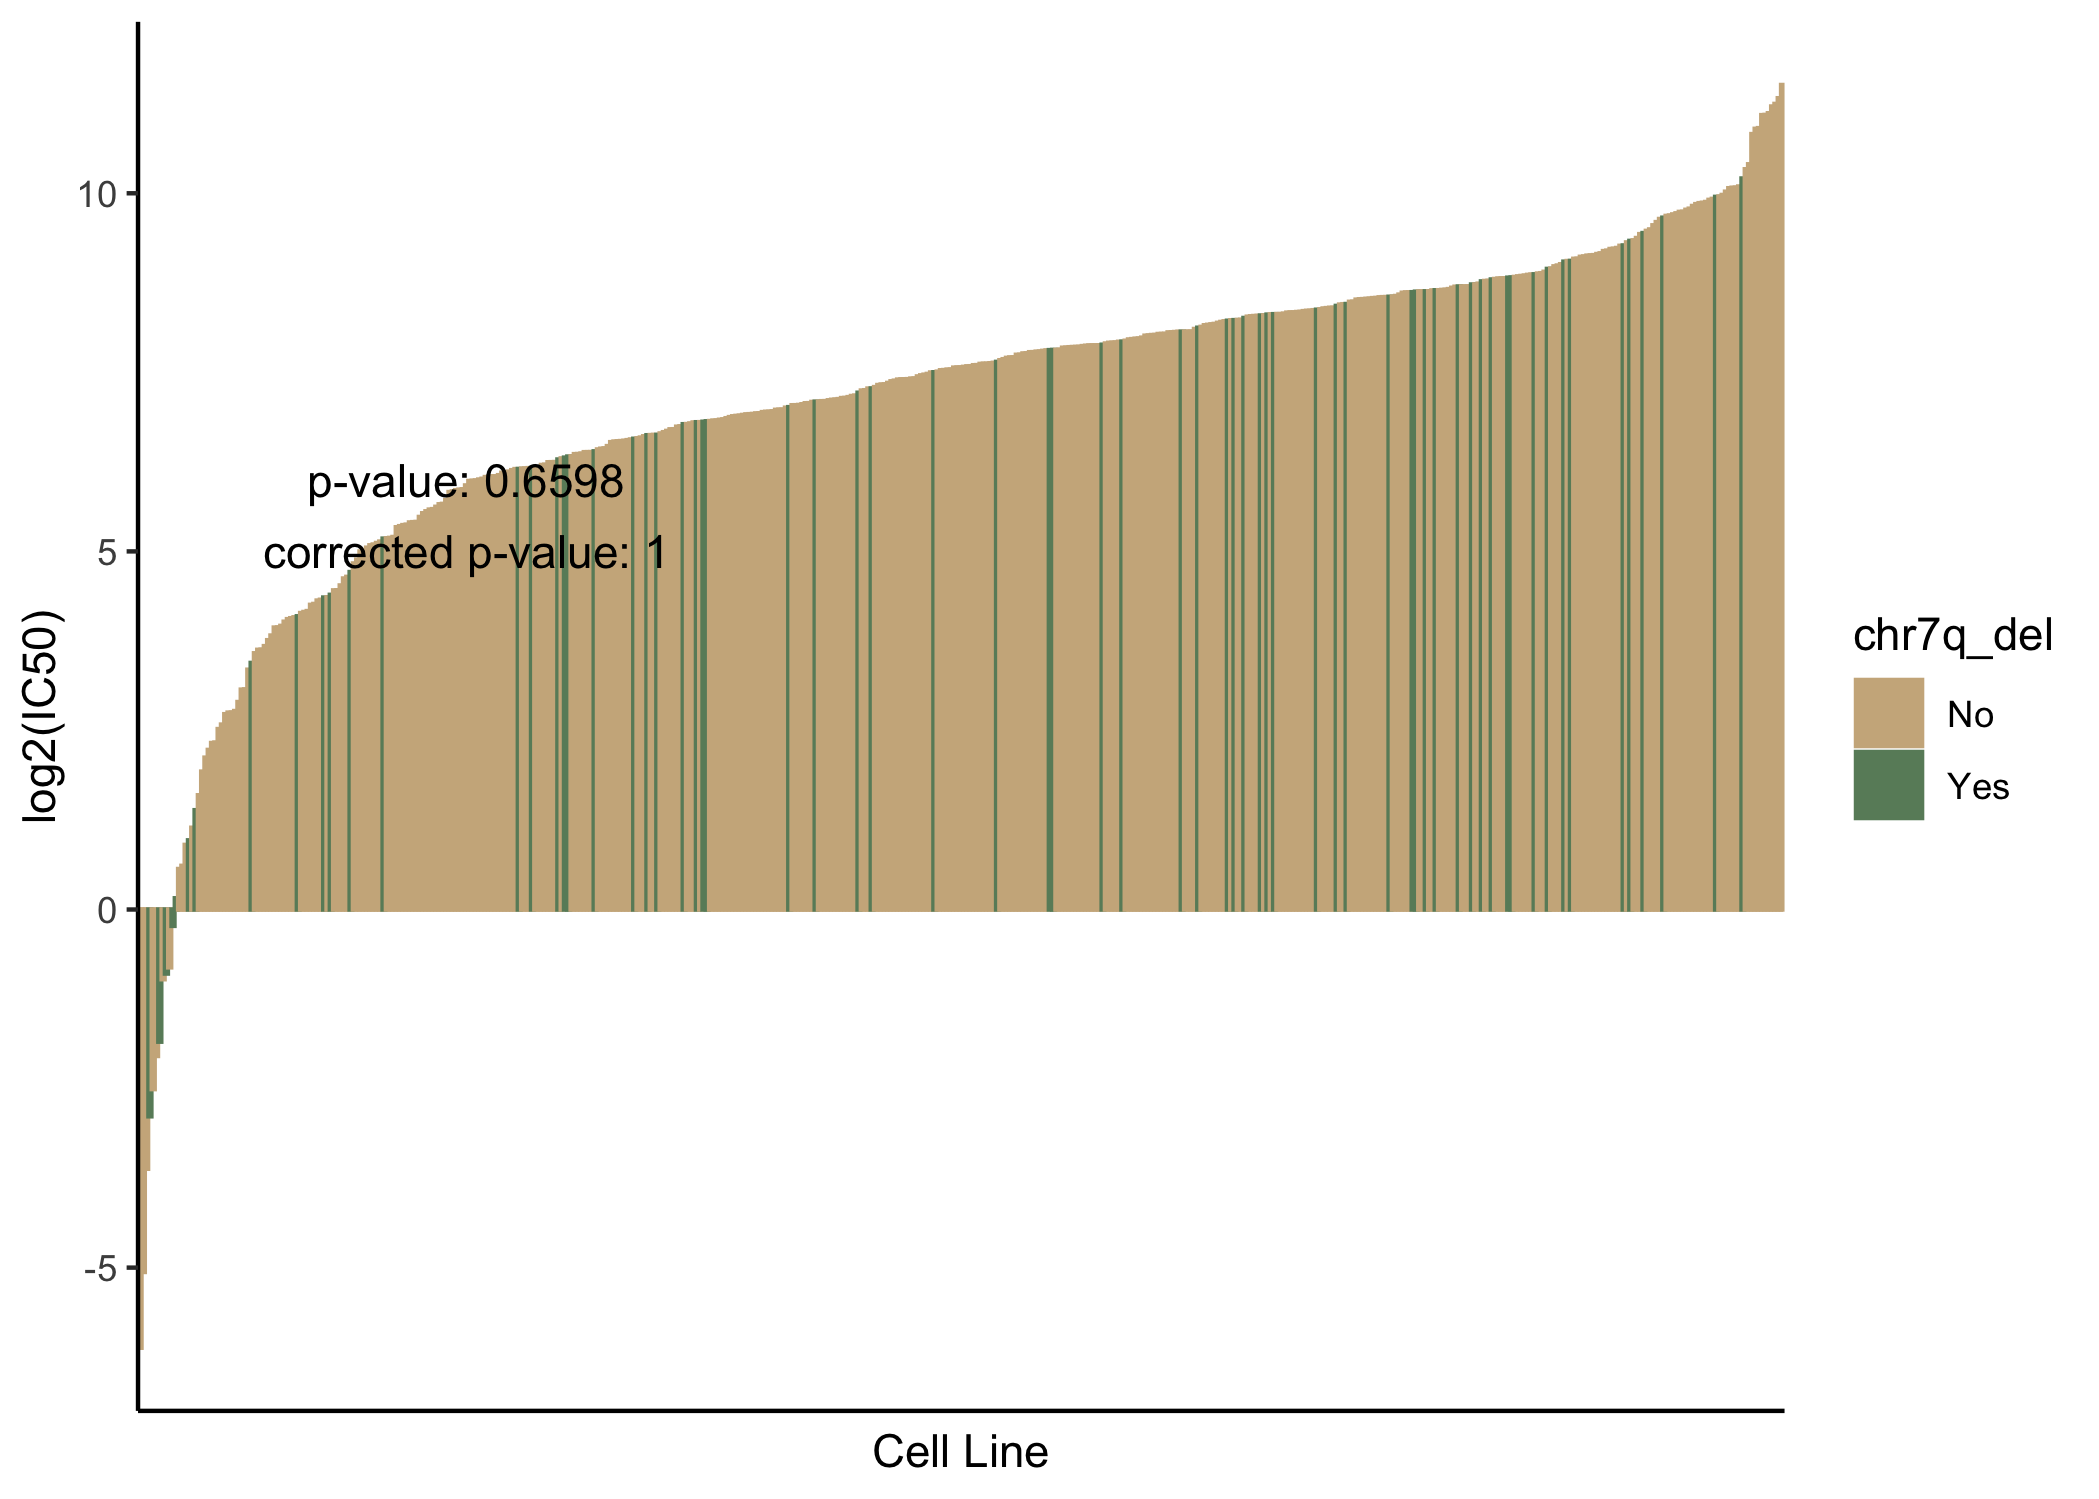 10
5
0
-5
log2(IC50)
p-value: 0.6598
corrected p-value: 1
Cell Line
chr7q_del
No
Yes